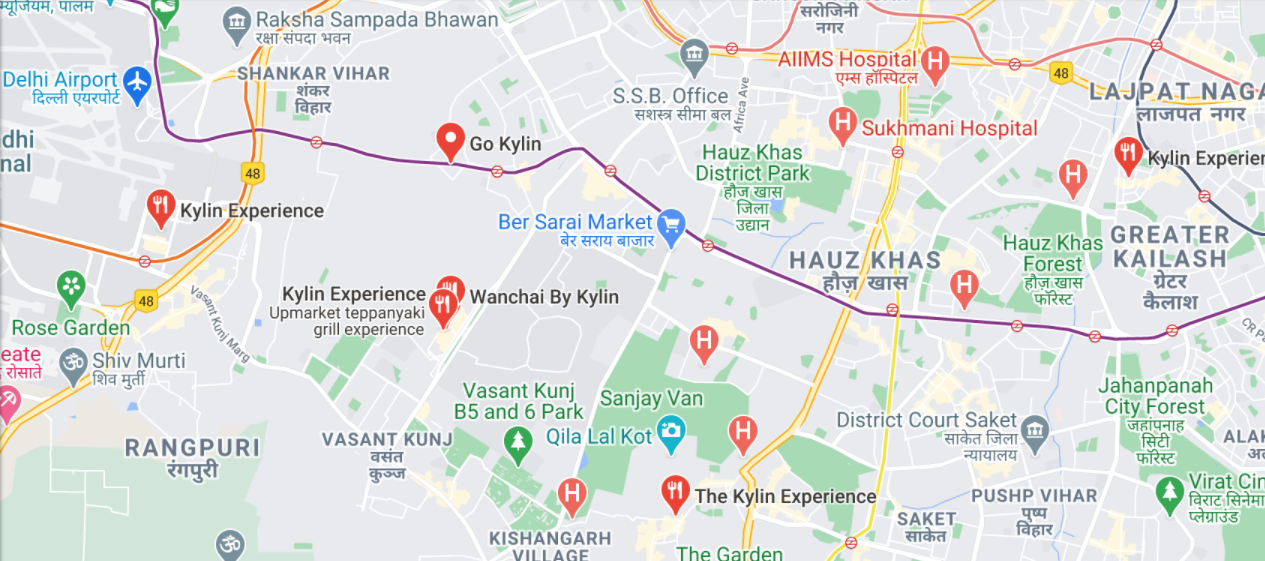 म्यूजियम, पालम
Raksha Sampada Bhawan
रक्षा संपदा भवन
सरोजिनी
नगर
AIIMS Hospital
एम्स हॉस्पिटल
48
Delhi Airport
दिल्ली एयरपोर्ट
SHANKAR VIHAR
शंकर
विहार
S.S.B. Office
सशस्त्र सीमा बल
Africa Ave
LAJPAT NAGA
लाजपत नगर
dhi
nal
Go Kylin
H
Sukhmani Hospital
Hauz Khas
District Park
हौज़ खास
जिला
उद्यान
Kylin Experien
48
H
Kylin Experience
Ber Sarai Market
बेर सराय बाजार
HAUZ KHAS
हौज़ खास
Hauz Khas
Forest
हौज़ खास
फॉरेस्ट
GREATER
KAILASH
ग्रेटर
कैलाश
Rose Garden
48
Vasant Kunj Marg
Kylin Experience
Upmarket teppanyaki
grill experience
Wanchai By Kylin
H
H
CR Pa
eate
रोसाते
Shiv Murti
शिव मुर्ती
Vasant Kunj
B5 and 6 Park
Sanjay Van
Qila Lal Kot
H
Jahanpanah
City Forest
जहांपनाह
सिटी
फॉरेस्ट
District Court Saket
साकेत जिला
न्यायालय
RANGPURI
रंगपुरी
VASANT KUNJ
वसंत
कुञ्ज
ALAK
H
The Kylin Experience
PUSHP VIHAR
पुष्प
विहार
Virat Cin
विराट सिनेमा
प्लेग्राउंड
SAKET
साकेत
KISHANGARH
VILLAGE
The Garden